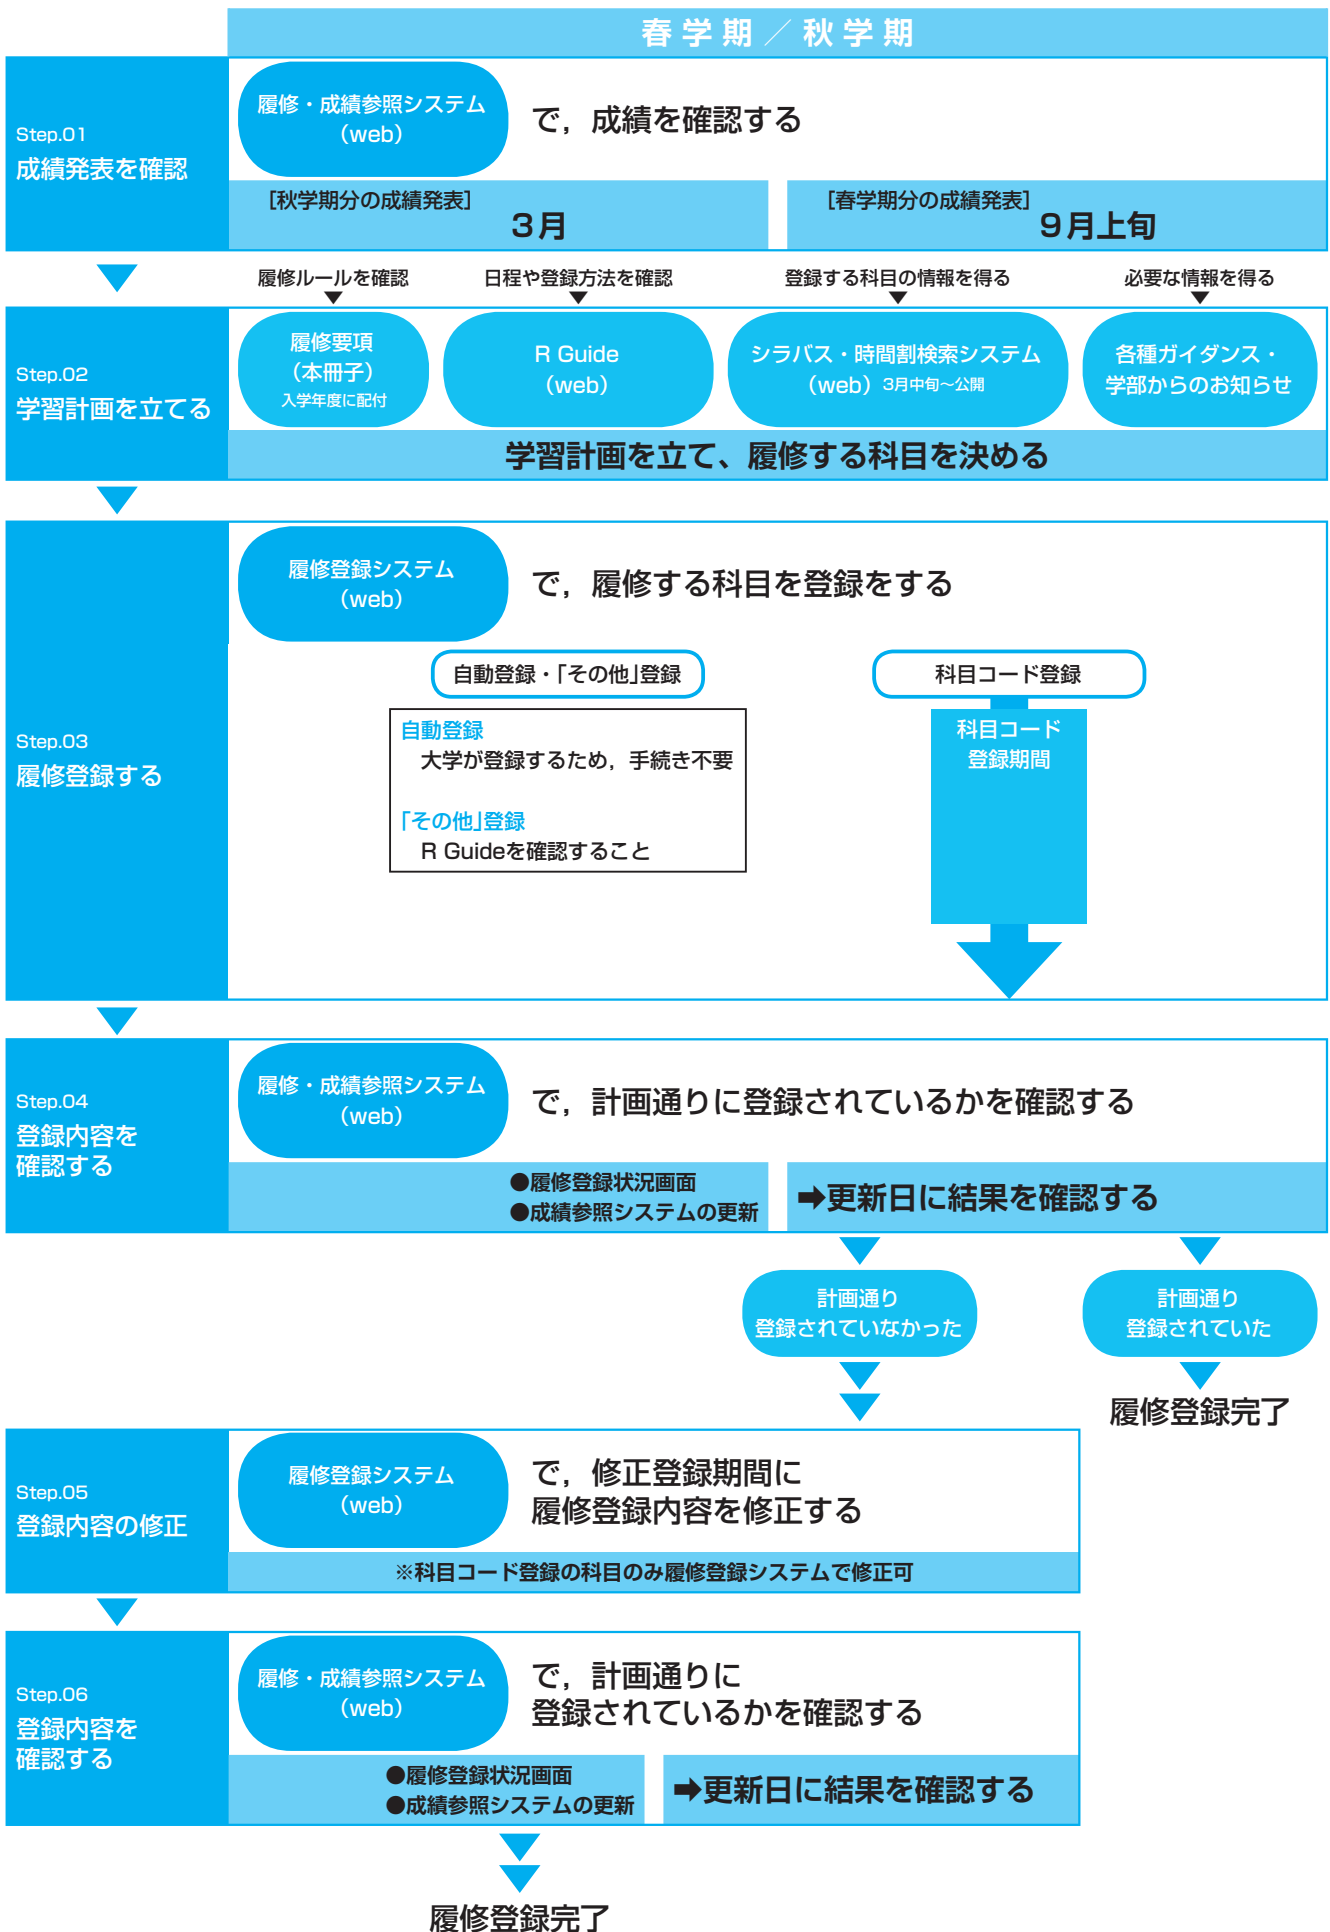 春学期／秋学期
Step.01
成績発表を確認
履修・成績参照システム
（web）
で，成績を確認する
［秋学期分の成績発表］
3月
［春学期分の成績発表］
9月上旬
履修ルールを確認
日程や登録方法を確認
登録する科目の情報を得る
必要な情報を得る
Step.02
学習計画を立てる
履修要項
（本冊子）
入学年度に配付
R Guide
（web）
シラバス・時間割検索システム
（web）3月中旬〜公開
各種ガイダンス・
学部からのお知らせ
学習計画を立て、履修する科目を決める
Step.03
履修登録する
履修登録システム
（web）
で，履修する科目を登録をする
自動登録・「その他」登録
自動登録
大学が登録するため，手続き不要
「その他」登録
R Guideを確認すること
科目コード登録
科目コード
登録期間
Step.04
登録内容を
確認する
履修・成績参照システム
（web）
で，計画通りに登録されているかを確認する
●履修登録状況画面
●成績参照システムの更新
➡更新日に結果を確認する
計画通り
登録されていなかった
計画通り
登録されていた
履修登録完了
Step.05
登録内容の修正
履修登録システム
（web）
で，修正登録期間に
履修登録内容を修正する
※科目コード登録の科目のみ履修登録システムで修正可
Step.06
登録内容を
確認する
履修・成績参照システム
（web）
で，計画通りに
登録されているかを確認する
●履修登録状況画面
●成績参照システムの更新
➡更新日に結果を確認する
履修登録完了